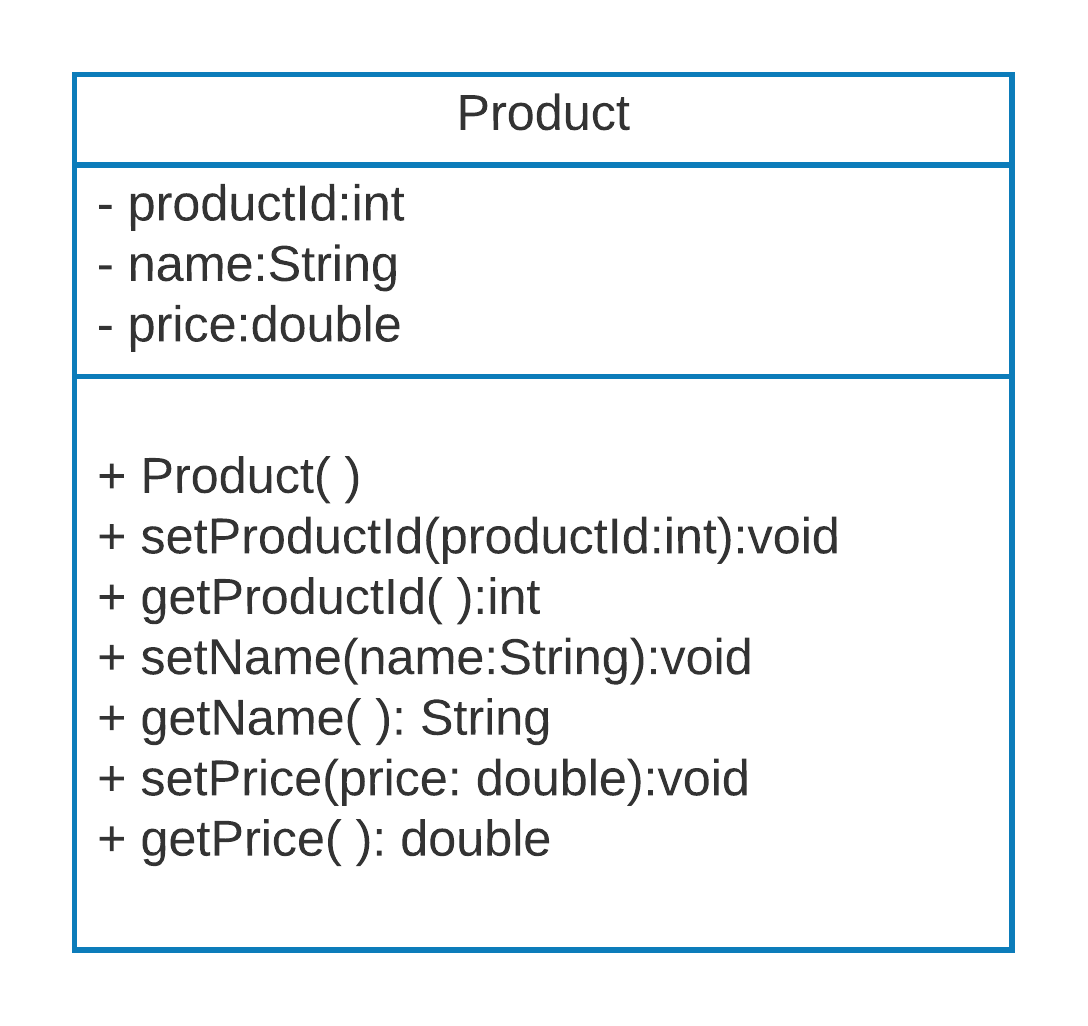 Product
- productId:int
- name:String
- price:double
+ Product( )
+ setProductId(productId:int):void
+ getProductId( ):int
+ setName(name:String):void
+ getName( ): String
+ setPrice(price: double):void
+ getPrice( ): double